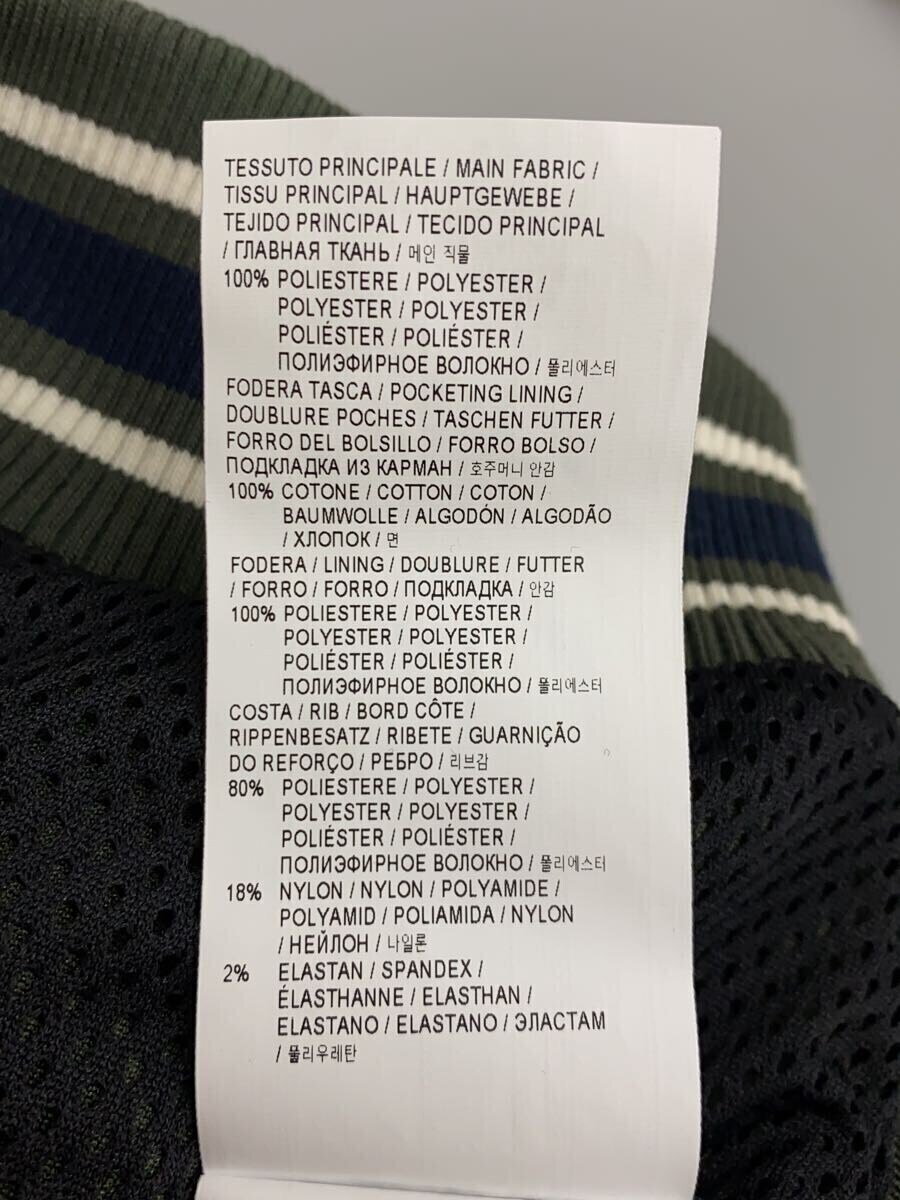 TESSUTO PRINCIPALE / MAIN FABRIC /
TISSU PRINCIPAL / HAUPTGEWEBE /
TEJIDO PRINCIPAL / TECIDO PRINCIPAL
/ ГЛАВНАЯ ТКАНЬ / 메인 직물
100% POLIESTERE / POLYESTER /
POLYESTER / POLYESTER /
POLIÉSTER / POLIÉSTER /
ПОЛИЭФИРНОЕ ВОЛОКНО / 폴리에스터
FODERA TASCA / POCKETING LINING /
DOUBLURE POCHES / TASCHEN FUTTER /
FORRO DEL BOLSILLO / FORRO BOLSO /
ПОДКЛАДКА ИЗ КАРМАН / 호주머니 안감
100% COTONE / COTTON / COTON /
BAUMWOLLE / ALGODÓN / ALGODÃO
/ ХЛОПОК / 면
FODERA / LINING / DOUBLURE / FUTTER
/ FORRO / FORRO / ПОДКЛАДКА / 안감
100% POLIESTERE / POLYESTER /
POLYESTER / POLYESTER /
POLIÉSTER / POLIÉSTER /
ПОЛИЭФИРНОЕ ВОЛОКНО / 폴리에스터
COSTA / RIB / BORD CÔTE /
RIPPENBESATZ / RIBETE / GUARNIÇÃO
DO REFORÇO / РЕБРО / 리브감
80% POLIESTERE / POLYESTER /
POLYESTER / POLYESTER /
POLIÉSTER / POLIÉSTER /
ПОЛИЭФИРНОЕ ВОЛОКНО / 폴리에스터
18% NYLON / NYLON / POLYAMIDE /
POLYAMID / POLIAMIDA / NYLON
/ НЕЙЛОН / 나일론
2% ELASTAN / SPANDEX /
ÉLASTHANNE / ELASTHAN /
ELASTANO / ELASTANO / ЭЛАСТАМ
/ 폴리우레탄